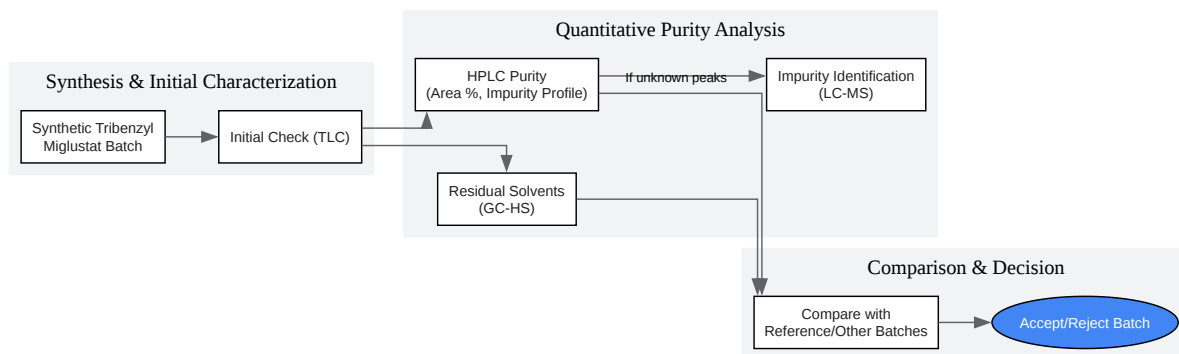 Quantitative Purity Analysis
Synthesis & Initial Characterization
HPLC Purity
(Area %, Impurity Profile)
If unknown peaks
Impurity Identification
(LC-MS)
Synthetic Tribenzyl
Miglustat Batch
Initial Check (TLC)
Residual Solvents
(GC-HS)
Comparison & Decision
Compare with
Reference/Other Batches
Accept/Reject Batch